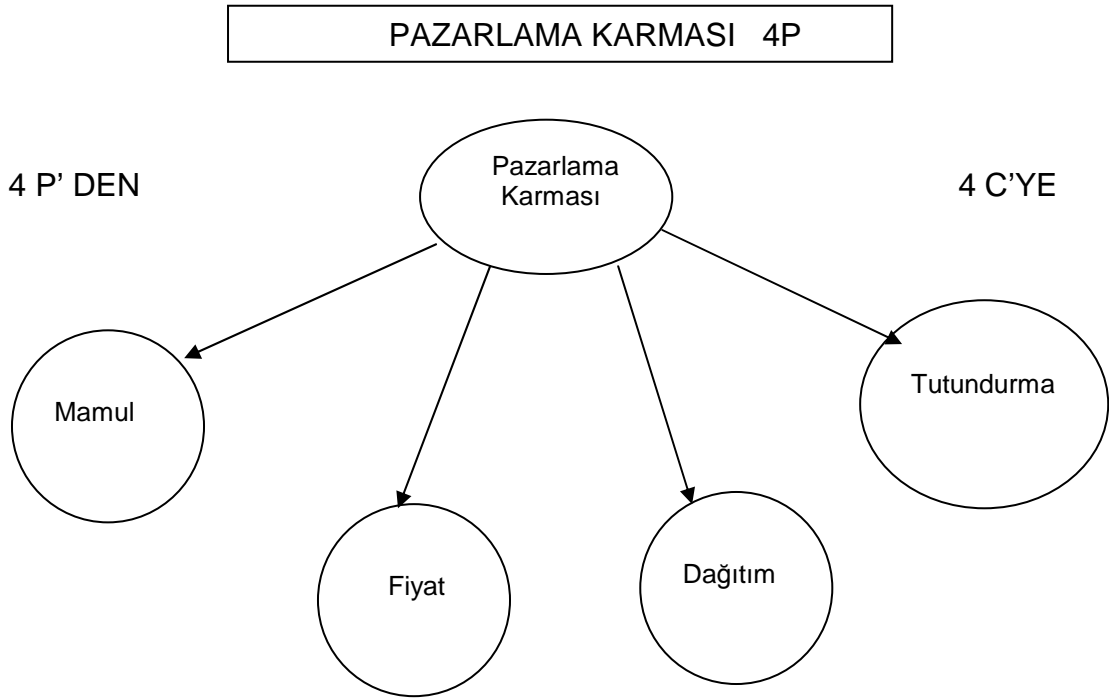 PAZARLAMA KARMASI   4P
4 P’ DEN
Pazarlama
Karması
4 C’YE
Mamul
Tutundurma
Fiyat
Dağıtım